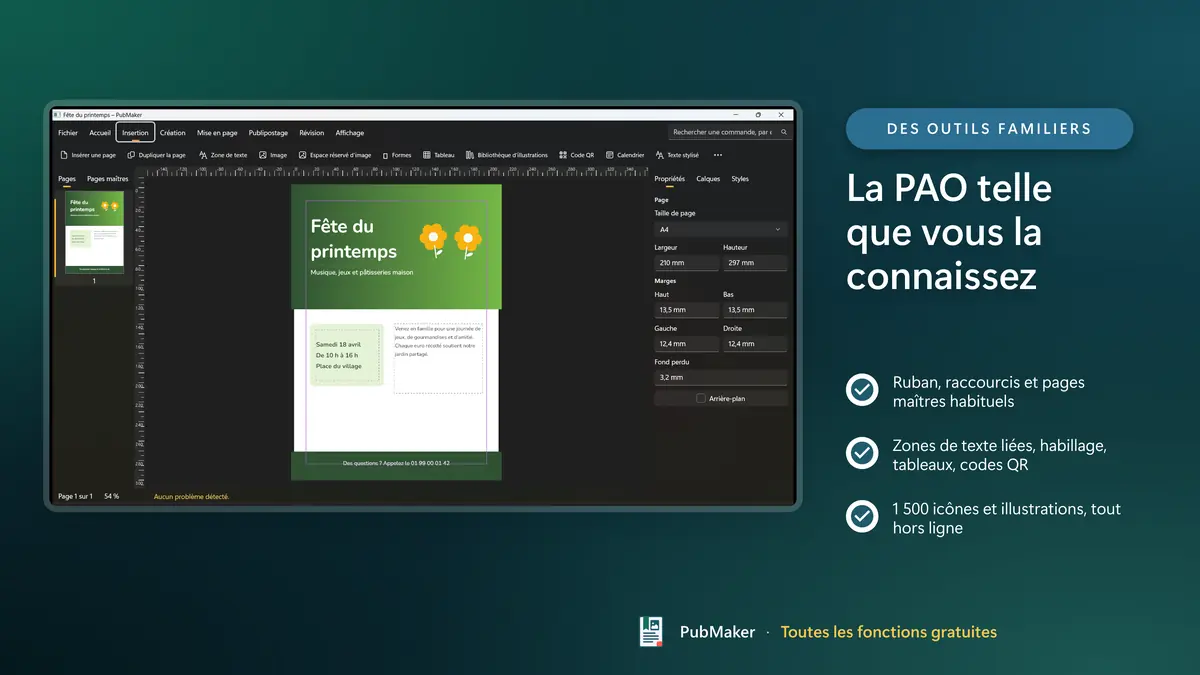 Fête du printemps – PubMaker
Fichier Accueil Insertion Création Mise en page Publipostage Révision Affichage
Rechercher une commande, par e
Insérer une page Dupliquer la page Zone de texte Image Espace réservé d'image Formes Tableau Bibliothèque d'illustrations Code QR Calendrier Texte stylisé
Pages Pages maîtres
1
Fête du
printemps
Musique, jeux et pâtisseries maison
Samedi 18 avril
De 10 h à 16 h
Place du village
Venez en famille pour une journée de
jeux, de gourmandises et d'amitié.
Chaque euro récolté soutient notre
jardin partagé.
Des questions ? Appelez le 01 99 00 01 42
Propriétés Calques Styles
Page
Taille de page
A4
Largeur Hauteur
210 mm 297 mm
Marges
Haut Bas
13,5 mm 13,5 mm
Gauche Droite
12,4 mm 12,4 mm
Fond perdu
3,2 mm
Arrière-plan
Page 1 sur 1 54 % Aucun problème détecté.
DES OUTILS FAMILIERS
La PAO telle
que vous la
connaissez
Ruban, raccourcis et pages
maîtres habituels
Zones de texte liées, habillage,
tableaux, codes QR
1 500 icônes et illustrations, tout
hors ligne
PubMaker · Toutes les fonctions gratuites